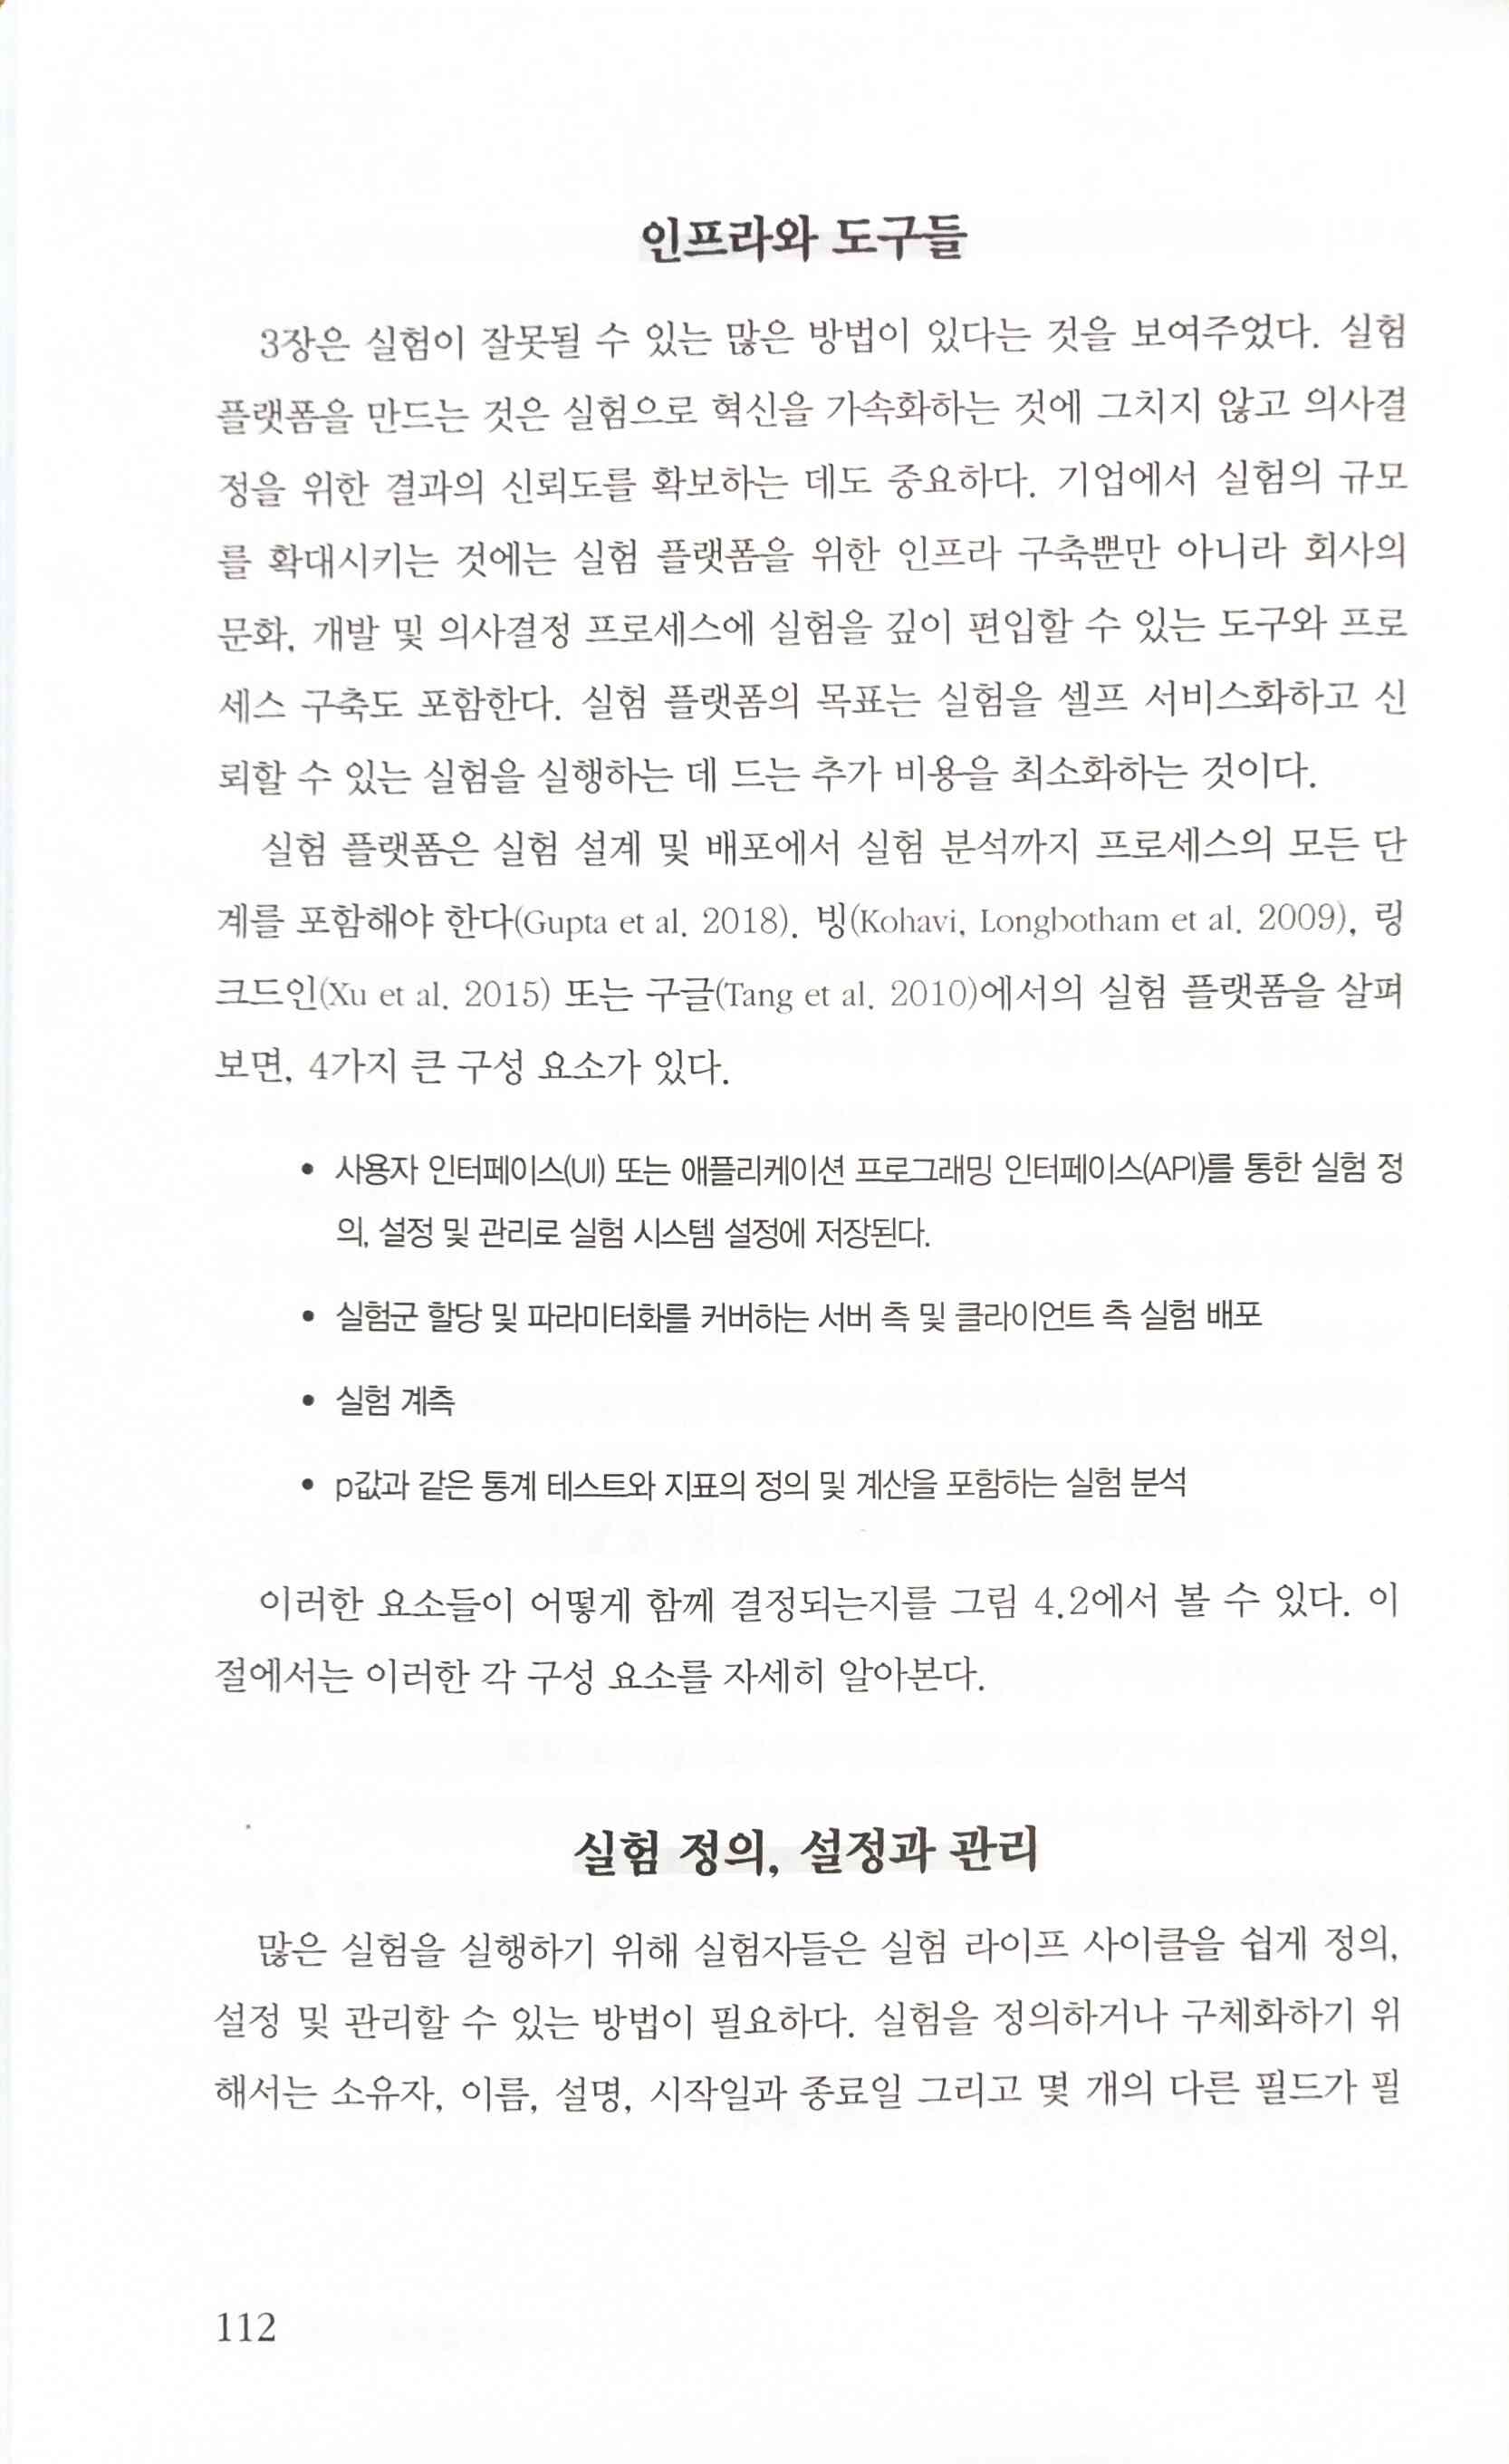 인프라와 도구들
3장은 실험이 잘못될 수 있는 많은 방법이 있다는 것을 보여주었다. 실험
플랫폼을 만드는 것은 실험으로 혁신을 가속화하는 것에 그치지 않고 의사결
정을 위한 결과의 신뢰도를 확보하는 데도 중요하다. 기업에서 실험의 규모
를 확대시키는 것에는 실험 플랫폼을 위한 인프라 구축뿐만 아니라 회사의
문화, 개발 및 의사결정 프로세스에 실험을 깊이 편입할 수 있는 도구와 프로
세스 구축도 포함한다. 실험 플랫폼의 목표는 실험을 셀프 서비스화하고 신
뢰할 수 있는 실험을 실행하는 데 드는 추가 비용을 최소화하는 것이다.
실험 플랫폼은 실험 설계 및 배포에서 실험 분석까지 프로세스의 모든 단
계를 포함해야 한다(Gupta et al. 2018). 빙(Kohavi, Longbotham et al. 2009), 링
크드인(Xu et al. 2015) 또는 구글(Tang et al. 2010)에서의 실험 플랫폼을 살펴
보면, 4가지 큰 구성 요소가 있다.
• 사용자 인터페이스(UI) 또는 애플리케이션 프로그래밍 인터페이스(API)를 통한 실험 정
의, 설정 및 관리로 실험 시스템 설정에 저장된다.
• 실험군 할당 및 파라미터화를 커버하는 서버 측 및 클라이언트 측 실험 배포
• 실험 계측
• p값과 같은 통계 테스트와 지표의 정의 및 계산을 포함하는 실험 분석
이러한 요소들이 어떻게 함께 결정되는지를 그림 4.2에서 볼 수 있다. 이
절에서는 이러한 각 구성 요소를 자세히 알아본다.
실험 정의, 설정과 관리
많은 실험을 실행하기 위해 실험자들은 실험 라이프 사이클을 쉽게 정의,
설정 및 관리할 수 있는 방법이 필요하다. 실험을 정의하거나 구체화하기 위
해서는 소유자, 이름, 설명, 시작일과 종료일 그리고 몇 개의 다른 필드가 필
112